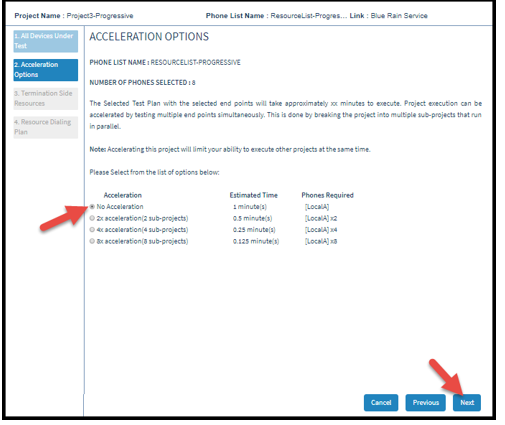 Project Name : Project3-Progressive Phone List Name : ResourceList-Progres... Link : Blue Rain Service
1. All Devices Under
Test
2. Acceleration
Options
3. Termination Side
Resources
4. Resource Dialing
Plan
ACCELERATION OPTIONS
PHONE LIST NAME : RESOURCELIST-PROGRESSIVE
NUMBER OF PHONES SELECTED : 8
The Selected Test Plan with the selected end points will take approximately xx minutes to execute. Project execution can be
accelerated by testing multiple end points simultaneously. This is done by breaking the project into multiple sub-projects that run
in parallel.
Note: Accelerating this project will limit your ability to execute other projects at the same time.
Please Select from the list of options below:
Acceleration Estimated Time Phones Required
No Acceleration 1 minute(s) [LocalA]
2x acceleration(2 sub-projects) 0.5 minute(s) [LocalA] x2
4x acceleration(4 sub-projects) 0.25 minute(s) [LocalA] x4
8x acceleration(8 sub-projects) 0.125 minute(s) [LocalA] x8
Cancel Previous Next